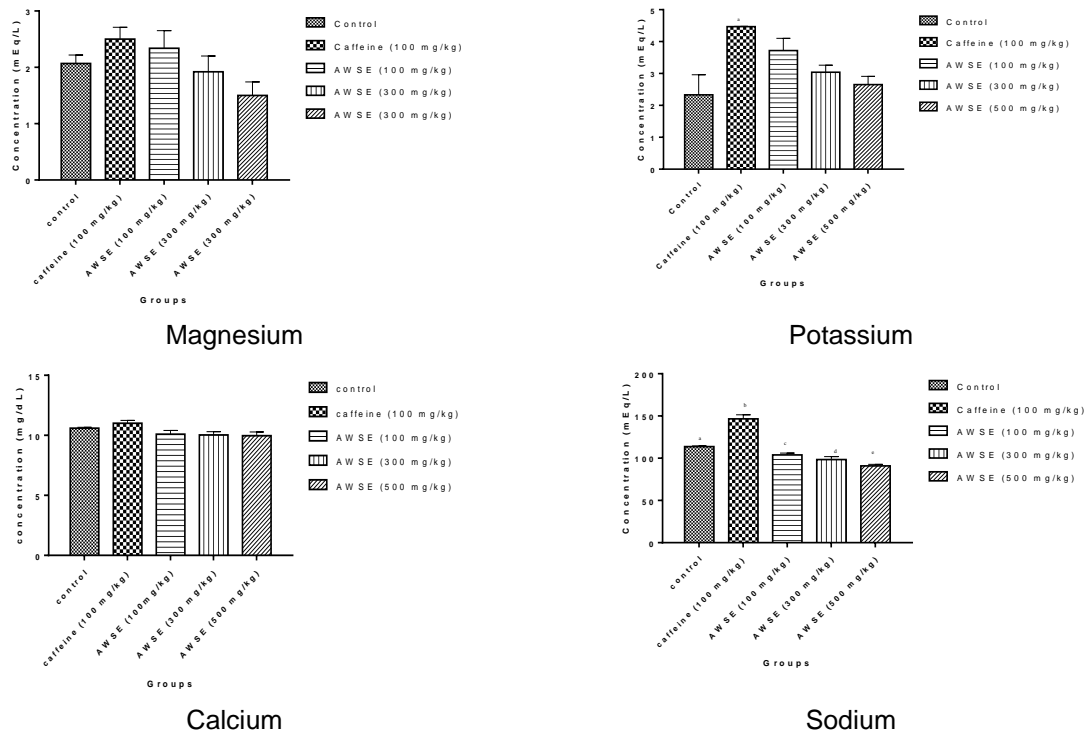 Concentration (mEq/L)
3
2
1
0
control
caffeine (100 mg/kg)
AWSE (100 mg/kg)
AWSE (300 mg/kg)
AWSE (300 mg/kg)
Groups
Control
Caffeine (100 mg/kg)
AWSE (100 mg/kg)
AWSE (300 mg/kg)
AWSE (300 mg/kg)
Magnesium
Concentration (mEq/L)
5
4
3
2
1
0
Control
Caffeine (100 mg/kg)
AWSE (100 mg/kg)
AWSE (300 mg/kg)
AWSE (500 mg/kg)
Groups
Control
Caffeine (100 mg/kg)
AWSE (100 mg/kg)
AWSE (300 mg/kg)
AWSE (500 mg/kg)
Potassium
concentration (mg/dL)
15
10
5
0
control
caffeine (100 mg/kg)
AWSE (100mg/kg)
AWSE (300 mg/kg)
AWSE (500 mg/kg)
Groups
control
caffeine (100 mg/kg)
AWSE (100 mg/kg)
AWSE (300 mg/kg)
AWSE (500 mg/kg)
Calcium
Concentration (mEq/L)
200
150
100
50
0
b
d
control
caffeine (100 mg/kg)
AWSE (100 mg/kg)
AWSE (300 mg/kg)
AWSE (500 mg/kg)
Groups
Control
Caffeine (100 mg/kg)
AWSE (100 mg/kg)
AWSE (300 mg/kg)
AWSE (500 mg/kg)
Sodium